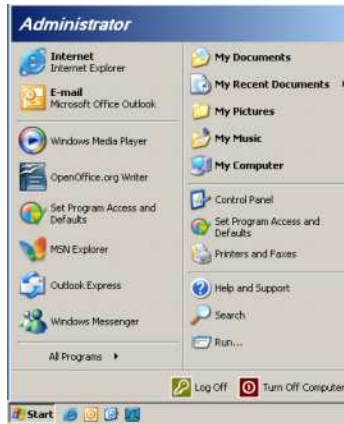 Administrator
Internet
Internet Explorer
E-mail
Microsoft Office Outlook
Windows Media Player
OpenOffice.org Writer
Set Program Access and
Defaults
MSN Explorer
Outlook Express
Windows Messenger
All Programs
My Documents
My Recent Documents
My Pictures
My Music
My Computer
Control Panel
Set Program Access and
Defaults
Printers and Faxes
Help and Support
Search
Run...
Log Off
Turn Off Computer
Start